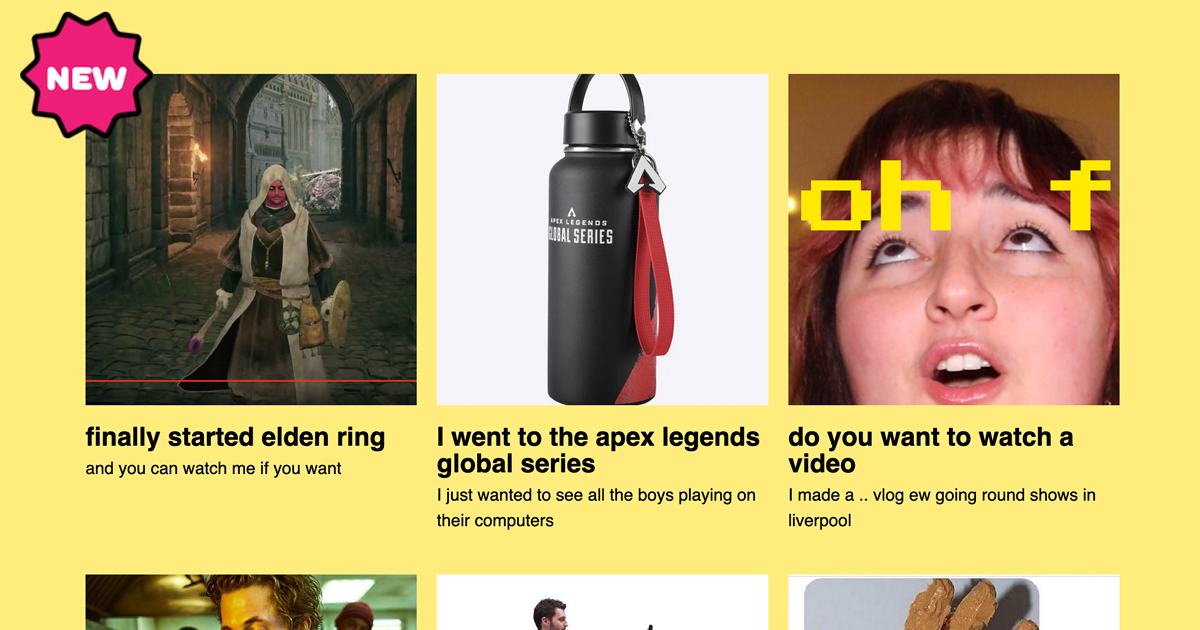 NEW
APEX LEGENDS
GLOBAL SERIES
oh f
finally started elden ring
and you can watch me if you want
I went to the apex legends
global series
I just wanted to see all the boys playing on
their computers
do you want to watch a
video
I made a .. vlog ew going round shows in
liverpool